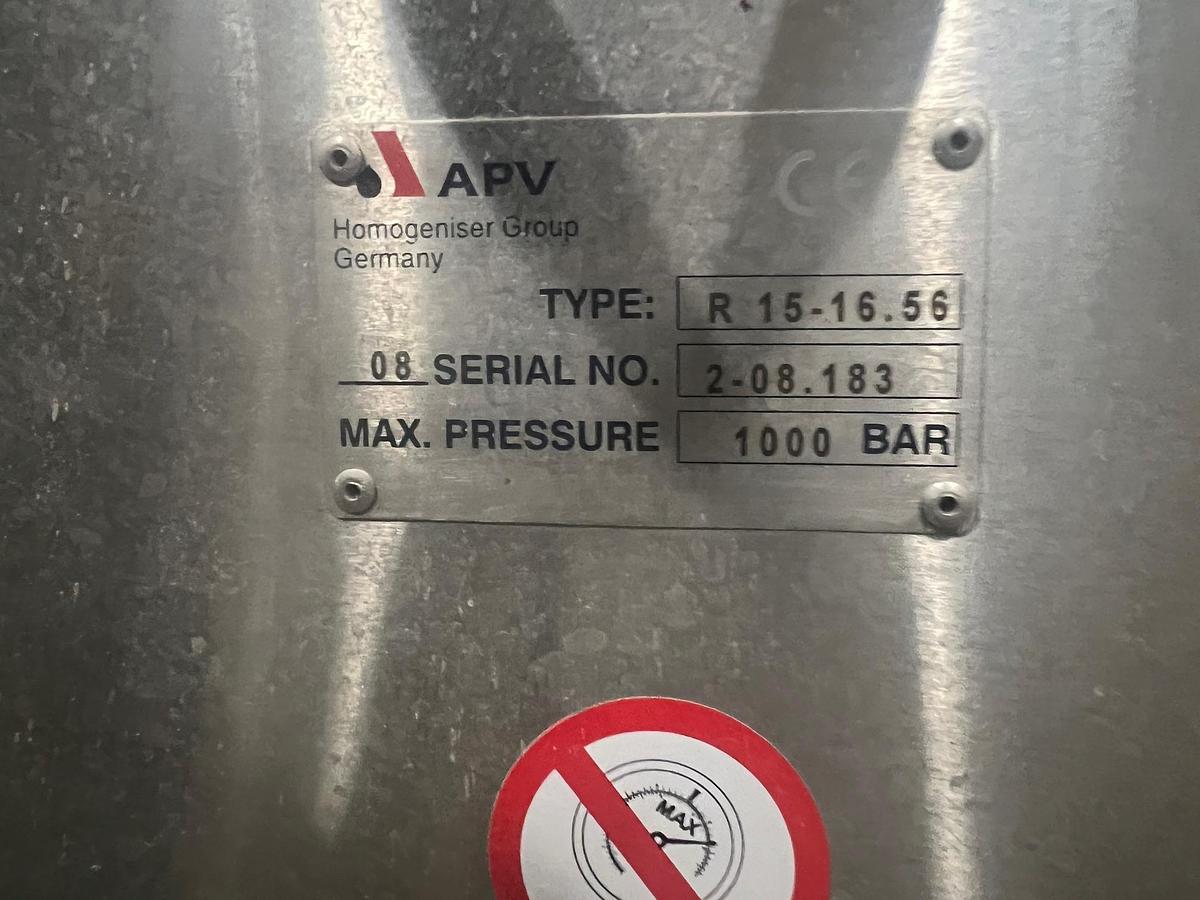 APV
CE
Homogeniser Group
Germany
TYPE: R 15-16.56
08 SERIAL NO. 2-08.183
MAX. PRESSURE 1000 BAR
MAX